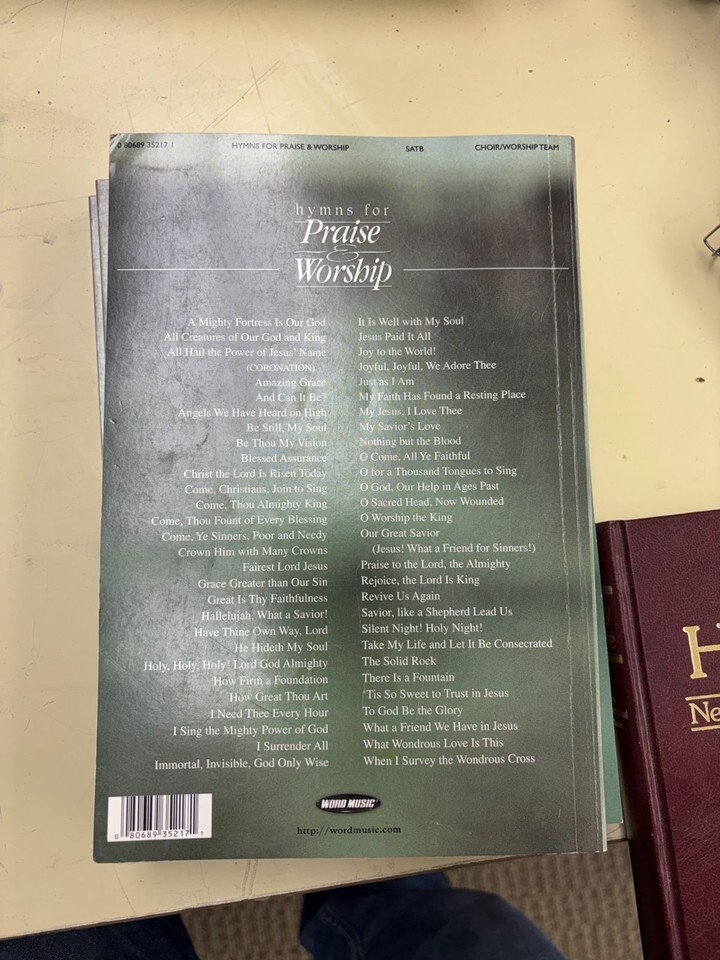 0 80689 35217 1 HYMNS FOR PRAISE & WORSHIP SATB CHOIR/WORSHIP TEAM
hymns for
Praise
&
Worship
A Mighty Fortress Is Our God
All Creatures of Our God and King
All Hail the Power of Jesus' Name
(CORONATION)
Amazing Grace
And Can It Be?
Angels We Have Heard on High
Be Still, My Soul
Be Thou My Vision
Blessed Assurance
Christ the Lord Is Risen Today
Come, Christians, Join to Sing
Come, Thou Almighty King
Come, Thou Fount of Every Blessing
Come, Ye Sinners, Poor and Needy
Crown Him with Many Crowns
Fairest Lord Jesus
Grace Greater than Our Sin
Great Is Thy Faithfulness
Hallelujah, What a Savior!
Have Thine Own Way, Lord
He Hideth My Soul
Holy, Holy, Holy! Lord God Almighty
How Firm a Foundation
How Great Thou Art
I Need Thee Every Hour
I Sing the Mighty Power of God
I Surrender All
Immortal, Invisible, God Only Wise
It Is Well with My Soul
Jesus Paid It All
Joy to the World!
Joyful, Joyful, We Adore Thee
Just as I Am
My Faith Has Found a Resting Place
My Jesus, I Love Thee
My Savior's Love
Nothing but the Blood
O Come, All Ye Faithful
O for a Thousand Tongues to Sing
O God, Our Help in Ages Past
O Sacred Head, Now Wounded
O Worship the King
Our Great Savior
(Jesus! What a Friend for Sinners!)
Praise to the Lord, the Almighty
Rejoice, the Lord Is King
Revive Us Again
Savior, like a Shepherd Lead Us
Silent Night! Holy Night!
Take My Life and Let It Be Consecrated
The Solid Rock
There Is a Fountain
'Tis So Sweet to Trust in Jesus
To God Be the Glory
What a Friend We Have in Jesus
What Wondrous Love Is This
When I Survey the Wondrous Cross
WORD MUSIC
http://wordmusic.com
0 80689 35217 1
H
Ne